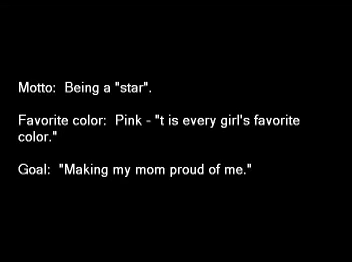 Motto:  Being a "star".
Favorite color:  Pink - "t is every girl's favorite
color."
Goal:  "Making my mom proud of me."